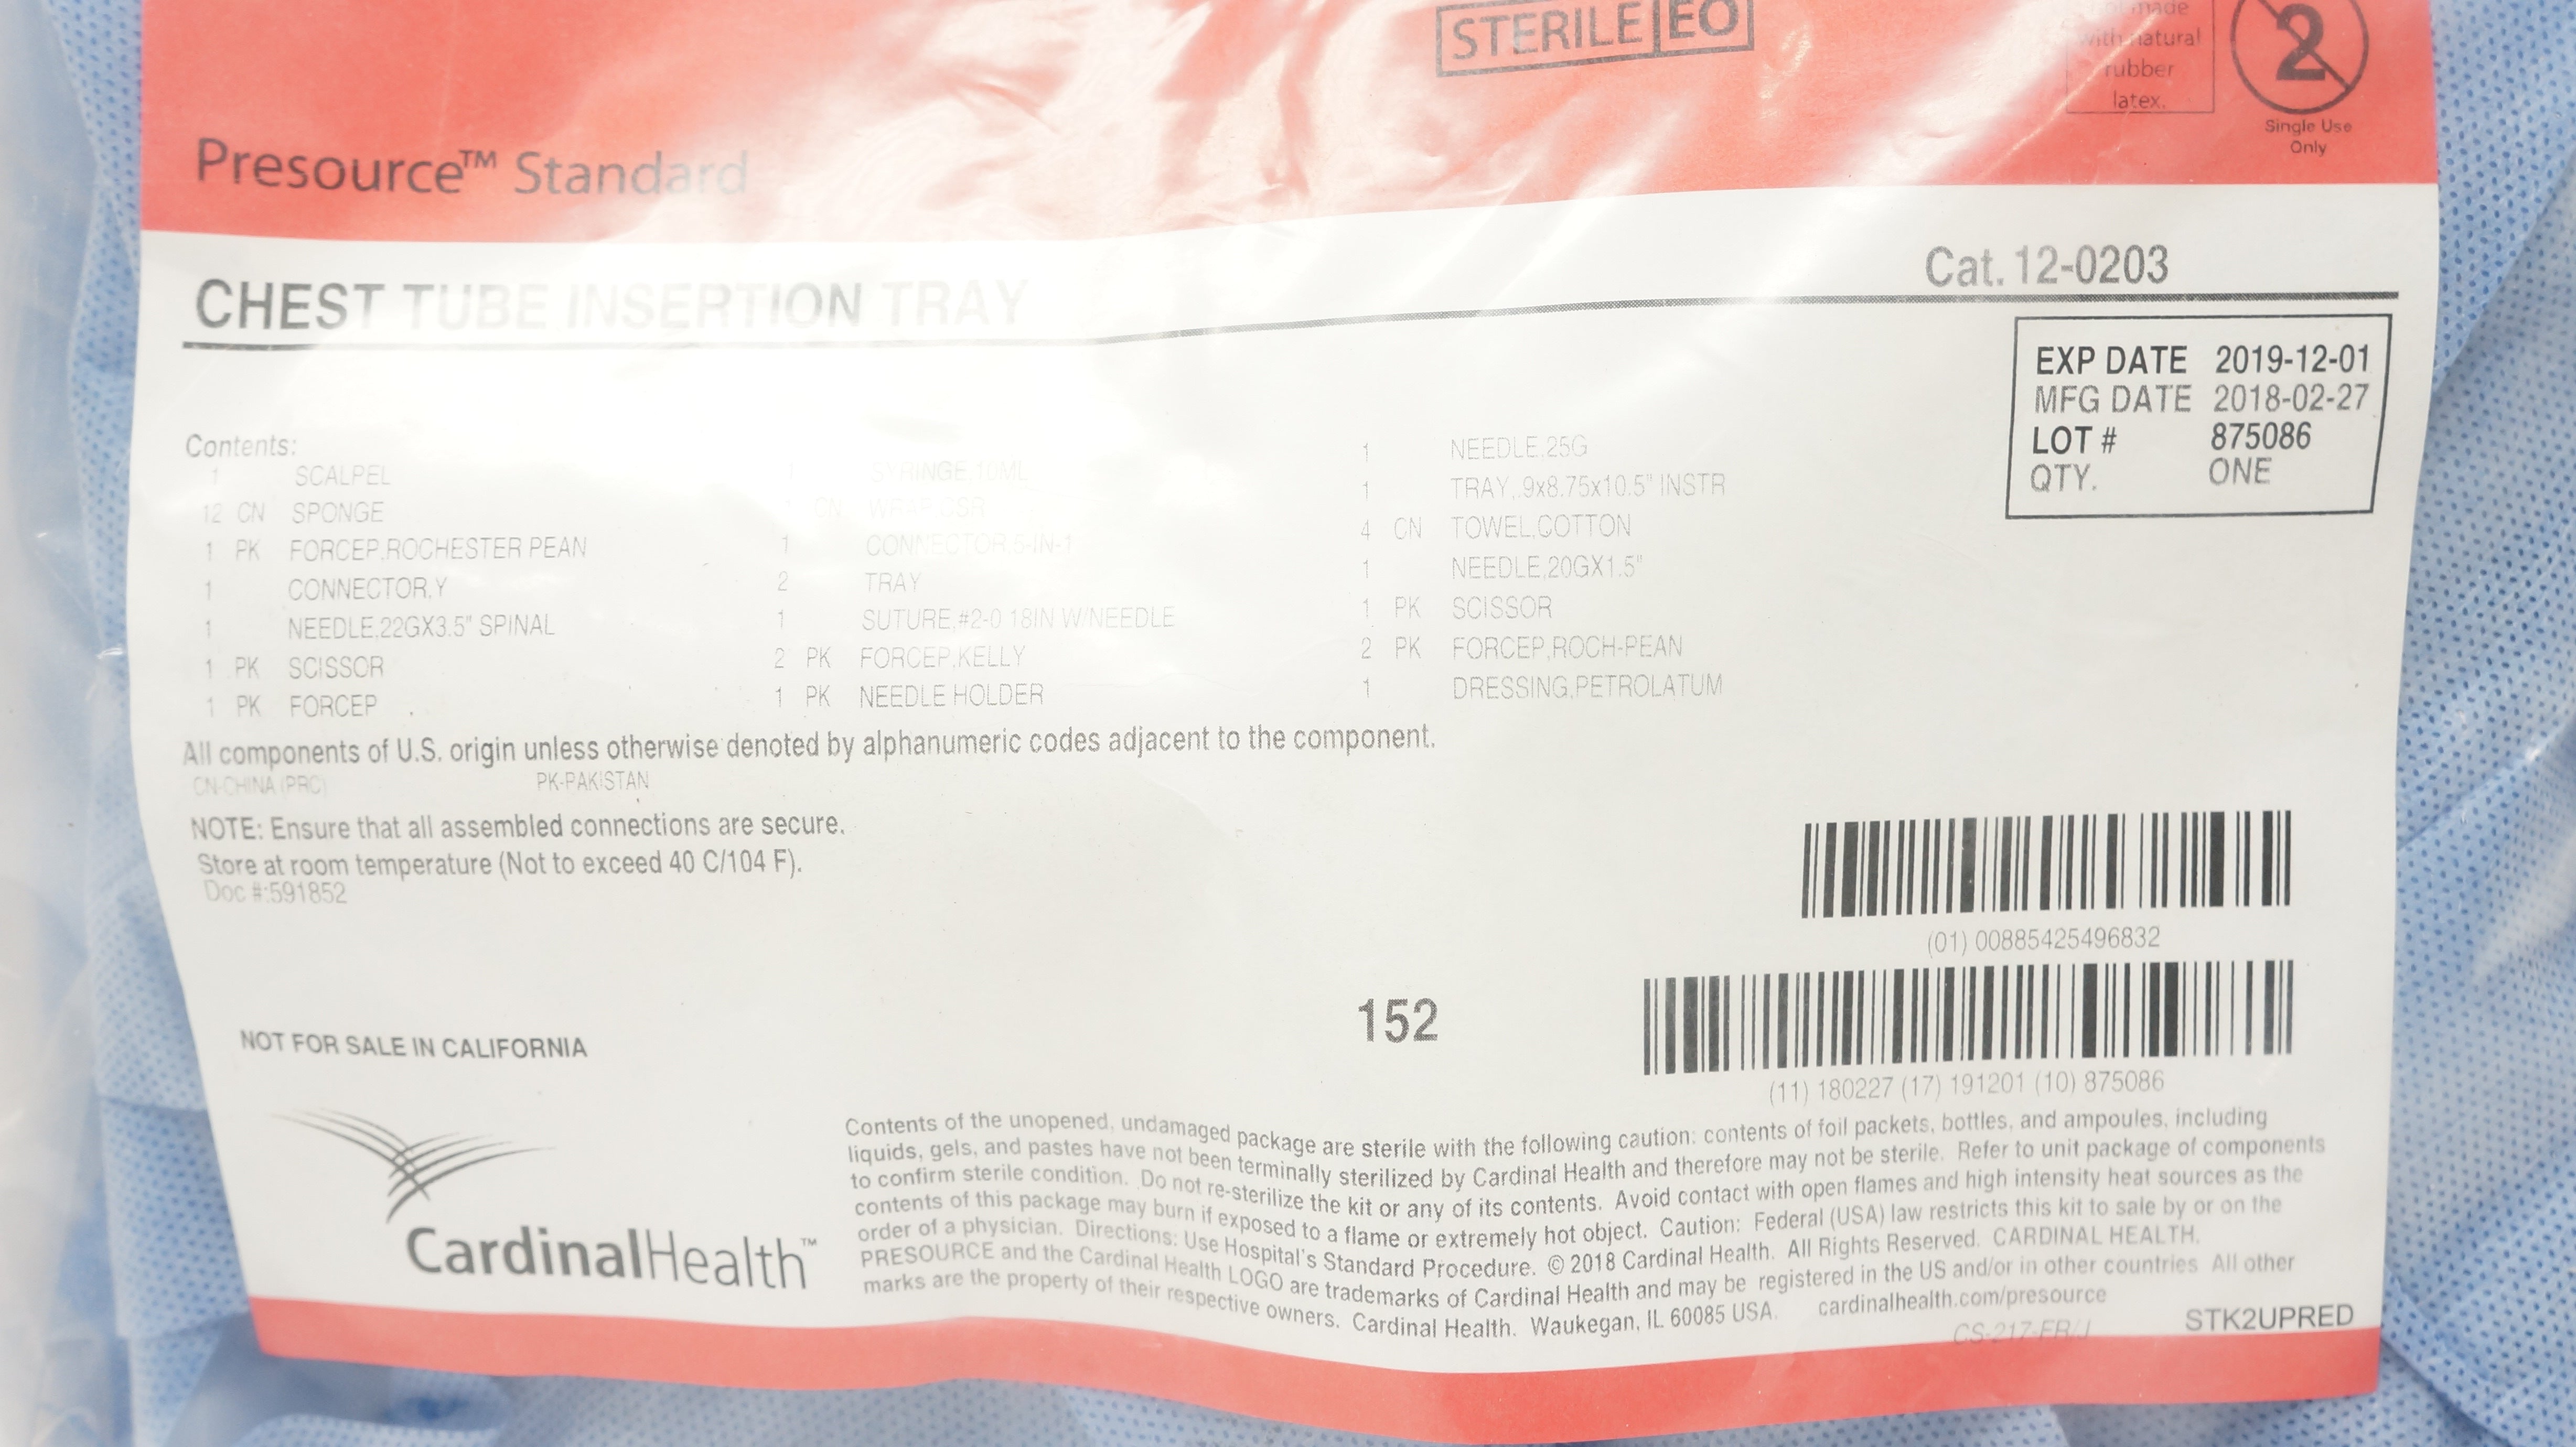 STERILE EO
made
with natural
rubber
latex.
2
Single Use
Only
Presource™ Standard
CHEST TUBE INSERTION TRAY
Cat. 12-0203
EXP DATE 2019-12-01
MFG DATE 2018-02-27
LOT # 875086
QTY. ONE
Contents:
1 SCALPEL
12 CN SPONGE
1 PK FORCEP,ROCHESTER PEAN
1 CONNECTOR,Y
1 NEEDLE,22GX3.5" SPINAL
1 PK SCISSOR
1 PK FORCEP
1 SYRINGE,10ML
CN WRAP,CSR
1 CONNECTOR,5-IN-1
2 TRAY
1 SUTURE,#2-0 18IN W/NEEDLE
2 PK FORCEP,KELLY
1 PK NEEDLE HOLDER
1 NEEDLE,25G
1 TRAY,.9x8.75x10.5" INSTR
4 CN TOWEL,COTTON
1 NEEDLE,20GX1.5"
1 PK SCISSOR
2 PK FORCEP,ROCH-PEAN
1 DRESSING,PETROLATUM
All components of U.S. origin unless otherwise denoted by alphanumeric codes adjacent to the component.
CN-CHINA (PRC) PK-PAKISTAN
NOTE: Ensure that all assembled connections are secure.
Store at room temperature (Not to exceed 40 C/104 F).
Doc #:591852
(01) 00885425496832
152
(11) 180227 (17) 191201 (10) 875086
NOT FOR SALE IN CALIFORNIA
CardinalHealth™
Contents of the unopened, undamaged package are sterile with the following caution: contents of foil packets, bottles, and ampoules, including
liquids, gels, and pastes have not been terminally sterilized by Cardinal Health and therefore may not be sterile. Refer to unit package of components
to confirm sterile condition. Do not re-sterilize the kit or any of its contents. Avoid contact with open flames and high intensity heat sources as the
contents of this package may burn if exposed to a flame or extremely hot object. Caution: Federal (USA) law restricts this kit to sale by or on the
order of a physician. Directions: Use Hospital's Standard Procedure. © 2018 Cardinal Health. All Rights Reserved. CARDINAL HEALTH,
PRESOURCE and the Cardinal Health LOGO are trademarks of Cardinal Health and may be registered in the US and/or in other countries All other
marks are the property of their respective owners. Cardinal Health. Waukegan, IL 60085 USA. cardinalhealth.com/presource
STK2UPRED